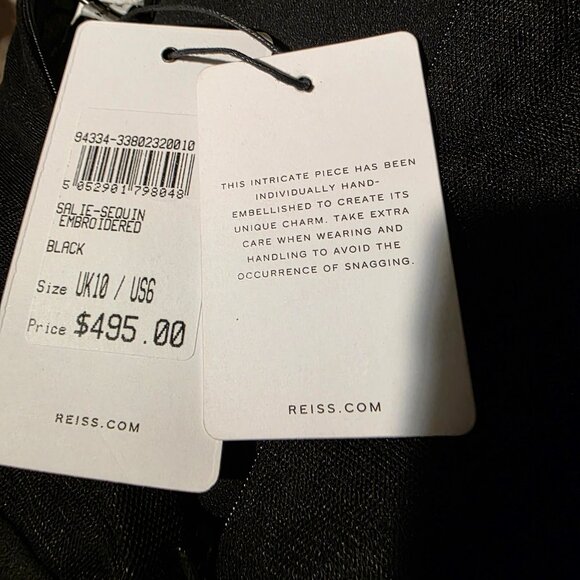 94334-33802320010
5 052901 798048
SALIE-SEQUIN
EMBROIDERED
BLACK
Size UK10 / US6
Price $495.00
REISS.COM
THIS INTRICATE PIECE HAS BEEN
INDIVIDUALLY HAND-
EMBELLISHED TO CREATE ITS
UNIQUE CHARM. TAKE EXTRA
CARE WHEN WEARING AND
HANDLING TO AVOID THE
OCCURRENCE OF SNAGGING.
REISS.COM